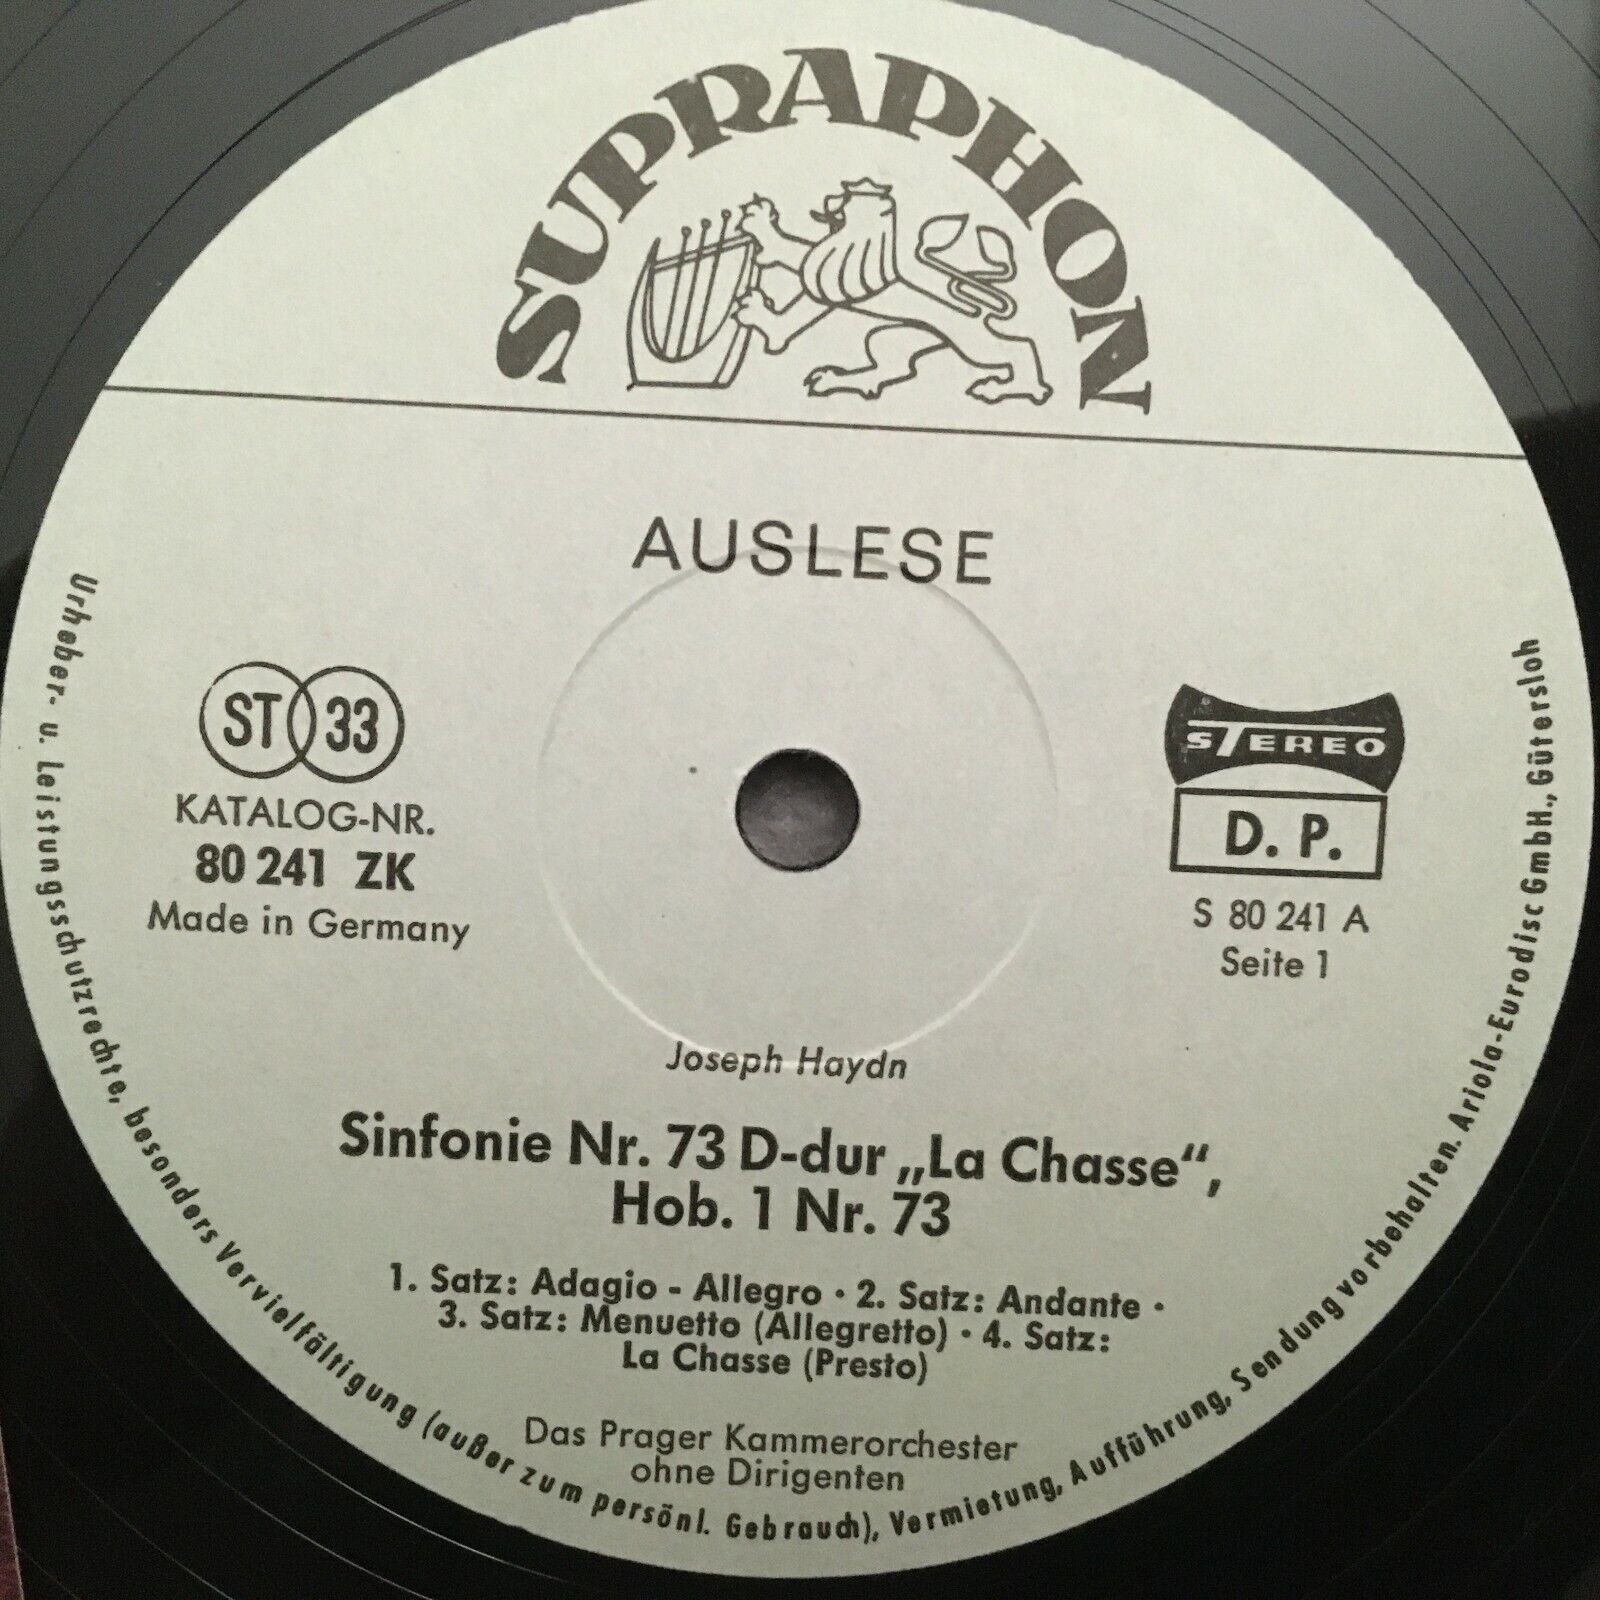 SUPRAPHON
AUSLESE
ST 33
KATALOG-NR.
80 241 ZK
Made in Germany
STEREO
D. P.
S 80 241 A
Seite 1
Joseph Haydn
Sinfonie Nr. 73 D-dur „La Chasse“,
Hob. 1 Nr. 73
1. Satz: Adagio - Allegro · 2. Satz: Andante ·
3. Satz: Menuetto (Allegretto) · 4. Satz:
La Chasse (Presto)
Das Prager Kammerorchester
ohne Dirigenten
Urheber- u. Leistungsschutzrechte, besonders Vervielfältigung (außer zum persönl. Gebrauch), Vermietung, Aufführung, Sendung vorbehalten. Ariola-Eurodisc GmbH., Gütersloh